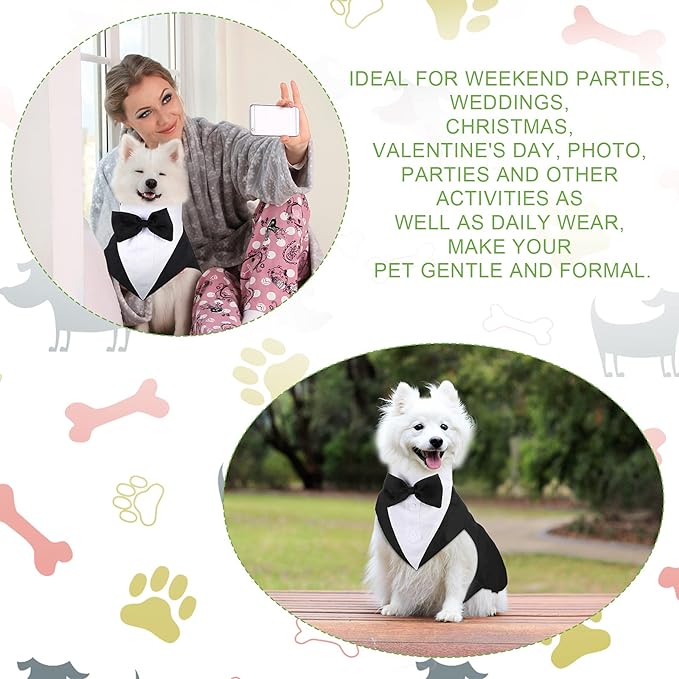 IDEAL FOR WEEKEND PARTIES,
WEDDINGS,
CHRISTMAS,
VALENTINE'S DAY, PHOTO,
PARTIES AND OTHER
ACTIVITIES AS
WELL AS DAILY WEAR,
MAKE YOUR
PET GENTLE AND FORMAL.